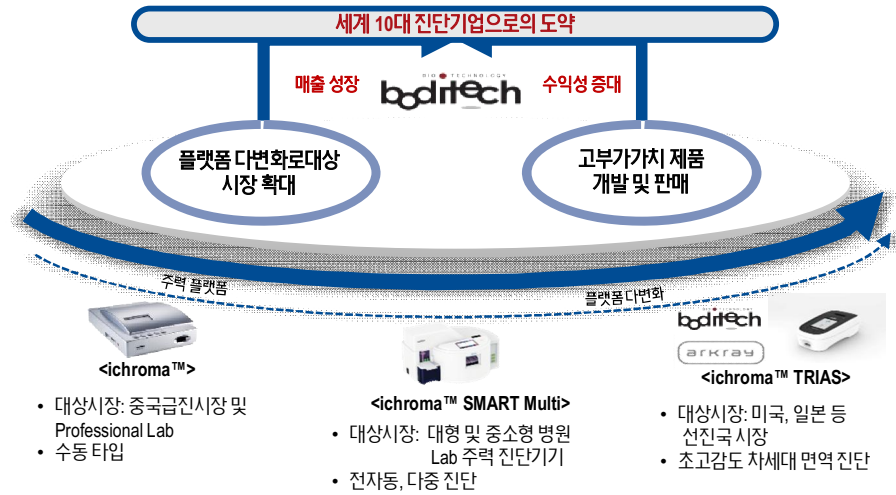 세계 10대 진단기업으로의 도약
매출 성장
BIO TECHNOLOGY
boditech
수익성 증대
플랫폼 다변화로대상
시장 확대
고부가가치 제품
개발 및 판매
주력 플랫폼
플랫폼 다변화
<ichroma™>
• 대상시장: 중국급진시장 및
Professional Lab
• 수동 타입
<ichroma™ SMART Multi>
• 대상시장: 대형 및 중소형 병원
Lab 주력 진단기기
• 전자동, 다중 진단
boditech
arkray
<ichroma™ TRIAS>
• 대상시장: 미국, 일본 등
선진국 시장
• 초고감도 차세대 면역 진단